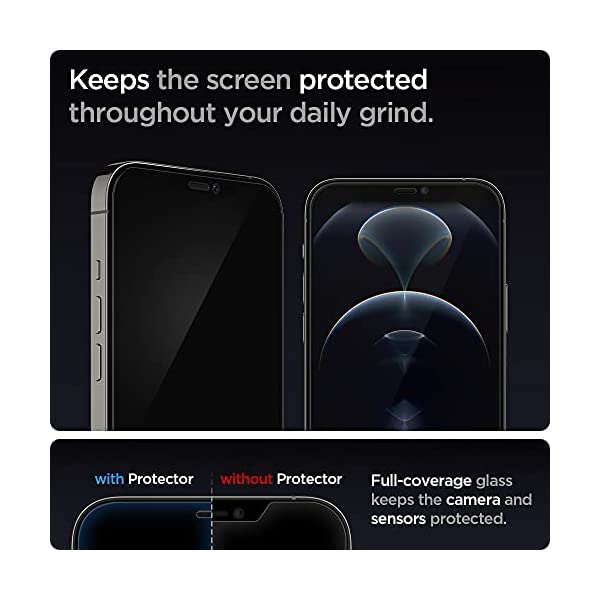 Keeps the screen protected
throughout your daily grind.
with Protector
without Protector
Full-coverage glass
keeps the camera and
sensors protected.